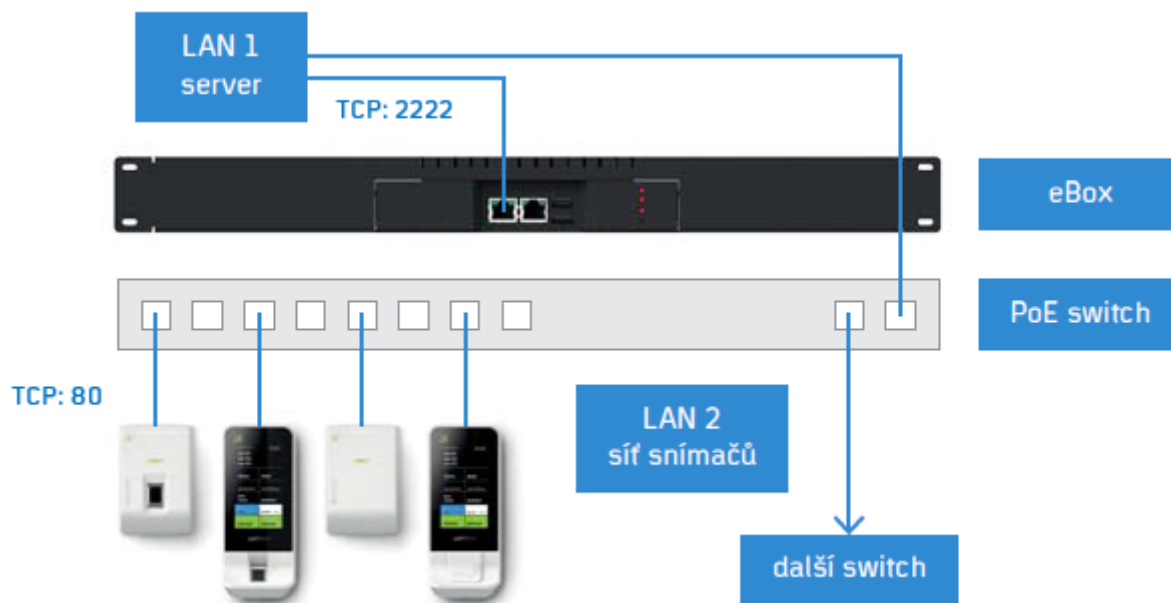 LAN 1
server
TCP: 2222
eBox
PoE switch
TCP: 80
LAN 2
síť snímačů
další switch